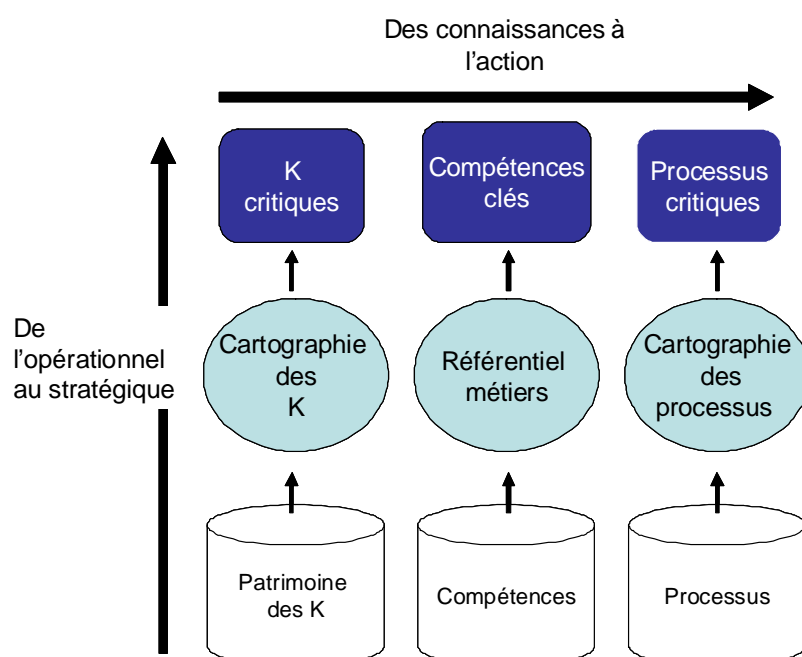 Des connaissances à
l'action
K
critiques
Compétences
clés
Processus
critiques
De
l'opérationnel
au stratégique
Cartographie
des
K
Référentiel
métiers
Cartographie
des
processus
Patrimoine
des K
Compétences
Processus